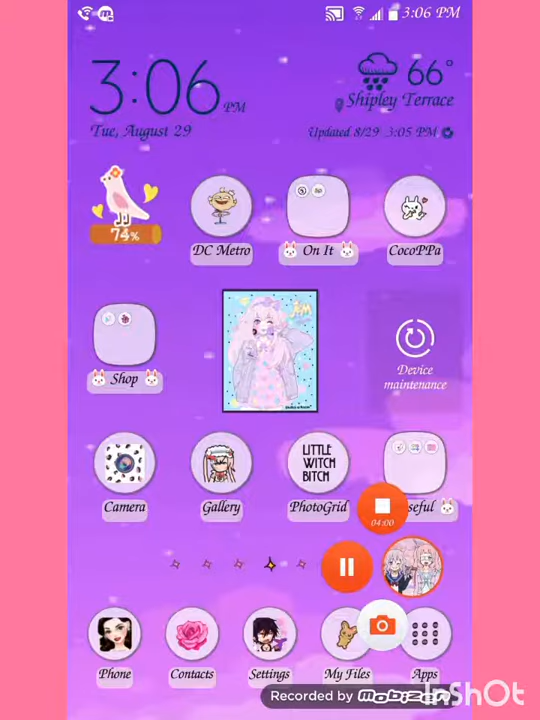 3:06 PM
3:06 PM
66°
Shipley Terrace
Tue, August 29
Updated 8/29 3:05 PM
74%
DC Metro
On It
CocoPPa
Shop
Device
maintenance
LITTLE
WITCH
BITCH
Camera
Gallery
PhotoGrid
seful
04:00
Phone
Contacts
Settings
My Files
Apps
Recorded by mobizen
InShOt